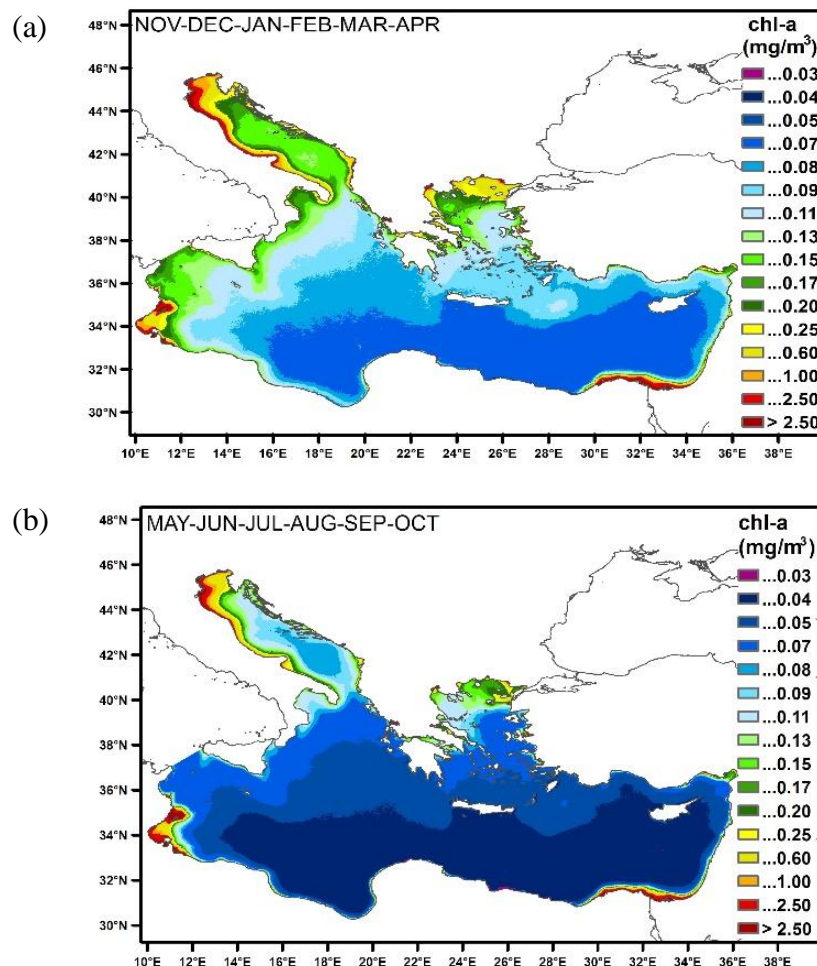 (a)
NOV-DEC-JAN-FEB-MAR-APR
chl-a
(mg/m³)
...0.03
...0.04
...0.05
...0.07
...0.08
...0.09
...0.11
...0.13
...0.15
...0.17
...0.20
...0.25
...0.60
...1.00
...2.50
> 2.50
48°N
46°N
44°N
42°N
40°N
38°N
36°N
34°N
32°N
30°N
10°E 12°E 14°E 16°E 18°E 20°E 22°E 24°E 26°E 28°E 30°E 32°E 34°E 36°E 38°E
(b)
MAY-JUN-JUL-AUG-SEP-OCT
chl-a
(mg/m³)
...0.03
...0.04
...0.05
...0.07
...0.08
...0.09
...0.11
...0.13
...0.15
...0.17
...0.20
...0.25
...0.60
...1.00
...2.50
> 2.50
48°N
46°N
44°N
42°N
40°N
38°N
36°N
34°N
32°N
30°N
10°E 12°E 14°E 16°E 18°E 20°E 22°E 24°E 26°E 28°E 30°E 32°E 34°E 36°E 38°E